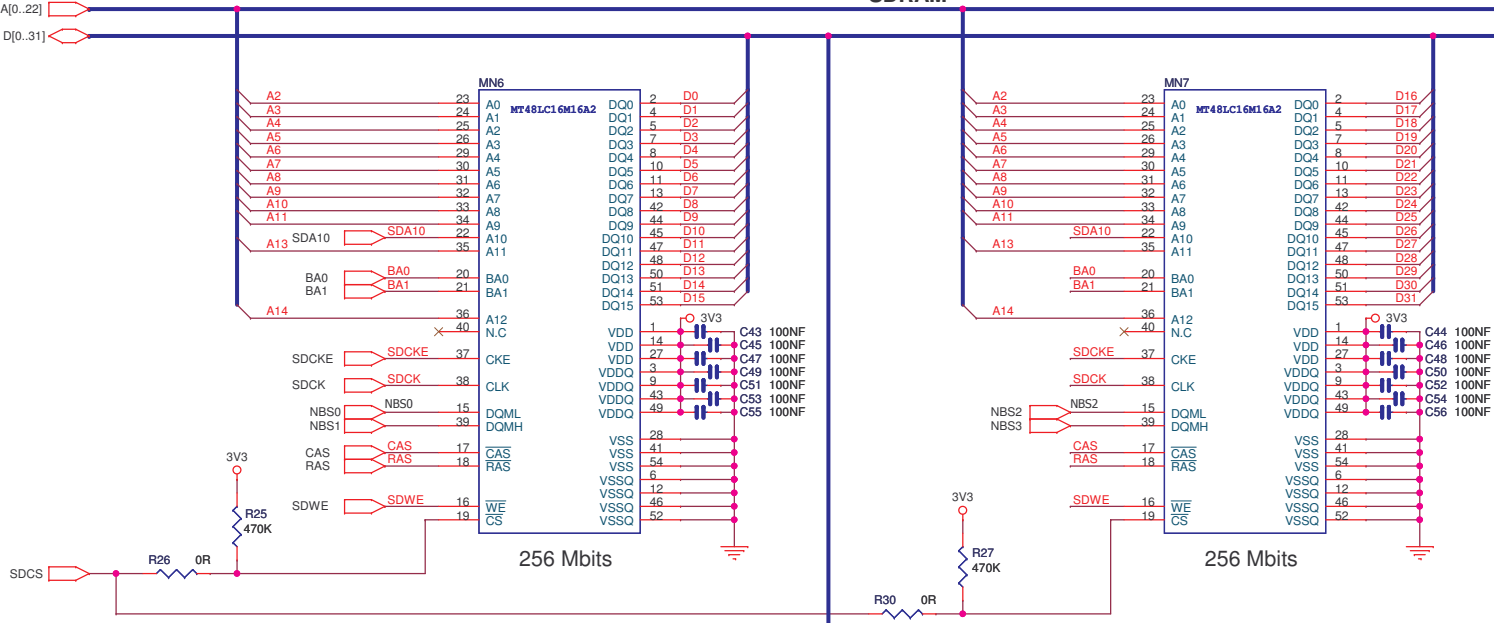 A[0..22]
D[0..31]
MN6
MT48LC16M16A2
A2 23 A0 DQ0 2 D0
A3 24 A1 DQ1 4 D1
A4 25 A2 DQ2 5 D2
A5 26 A3 DQ3 7 D3
A6 29 A4 DQ4 8 D4
A7 30 A5 DQ5 10 D5
A8 31 A6 DQ6 11 D6
A9 32 A7 DQ7 13 D7
A10 33 A8 DQ8 42 D8
A11 34 A9 DQ9 44 D9
SDA10 SDA10 22 A10 DQ10 45 D10
A13 35 A11 DQ11 47 D11
DQ12 48 D12
BA0 BA0 20 BA0 DQ13 50 D13
BA1 BA1 21 BA1 DQ14 51 D14
DQ15 53 D15
A14 36 A12
3V3
40 N.C VDD 1 C43 100NF
VDD 14 C45 100NF
SDCKE SDCKE 37 CKE VDD 27 C47 100NF
VDDQ 3 C49 100NF
SDCK SDCK 38 CLK VDDQ 9 C51 100NF
VDDQ 43 C53 100NF
NBS0 NBS0 15 DQML VDDQ 49 C55 100NF
NBS1 39 DQMH
VSS 28
CAS CAS 17 CAS VSS 41
RAS RAS 18 RAS VSS 54
VSSQ 6
VSSQ 12
SDWE SDWE 16 WE VSSQ 46
19 CS VSSQ 52
256 Mbits
3V3
R25
470K
R26 0R
SDCS
MN7
MT48LC16M16A2
A2 23 A0 DQ0 2 D16
A3 24 A1 DQ1 4 D17
A4 25 A2 DQ2 5 D18
A5 26 A3 DQ3 7 D19
A6 29 A4 DQ4 8 D20
A7 30 A5 DQ5 10 D21
A8 31 A6 DQ6 11 D22
A9 32 A7 DQ7 13 D23
A10 33 A8 DQ8 42 D24
A11 34 A9 DQ9 44 D25
SDA10 22 A10 DQ10 45 D26
A13 35 A11 DQ11 47 D27
DQ12 48 D28
BA0 20 BA0 DQ13 50 D29
BA1 21 BA1 DQ14 51 D30
DQ15 53 D31
A14 36 A12
3V3
40 N.C VDD 1 C44 100NF
VDD 14 C46 100NF
SDCKE 37 CKE VDD 27 C48 100NF
VDDQ 3 C50 100NF
SDCK 38 CLK VDDQ 9 C52 100NF
VDDQ 43 C54 100NF
NBS2 NBS2 15 DQML VDDQ 49 C56 100NF
NBS3 39 DQMH
VSS 28
CAS 17 CAS VSS 41
RAS 18 RAS VSS 54
VSSQ 6
VSSQ 12
SDWE 16 WE VSSQ 46
19 CS VSSQ 52
256 Mbits
3V3
R27
470K
R30 0R